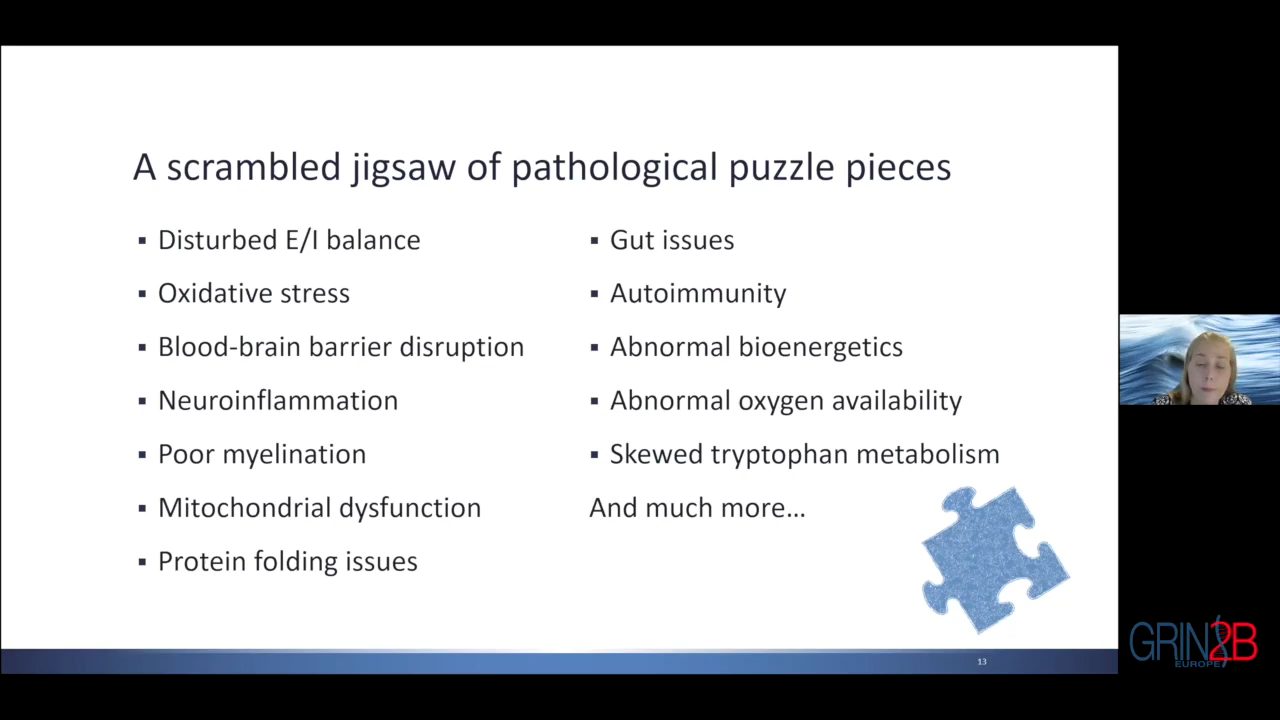 A scrambled jigsaw of pathological puzzle pieces
▪ Disturbed E/I balance
▪ Oxidative stress
▪ Blood-brain barrier disruption
▪ Neuroinflammation
▪ Poor myelination
▪ Mitochondrial dysfunction
▪ Protein folding issues
▪ Gut issues
▪ Autoimmunity
▪ Abnormal bioenergetics
▪ Abnormal oxygen availability
▪ Skewed tryptophan metabolism
And much more…
13
GRIN2B
EUROPE